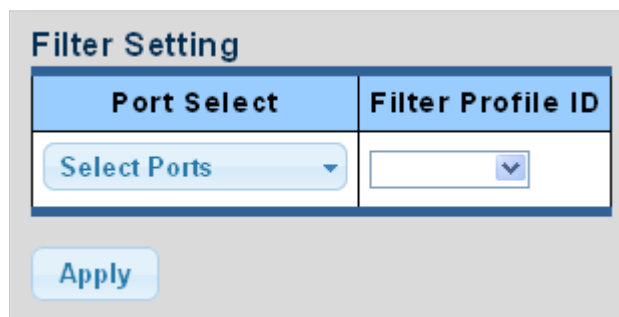 Filter Setting
Port Select Filter Profile ID
Select Ports
Apply